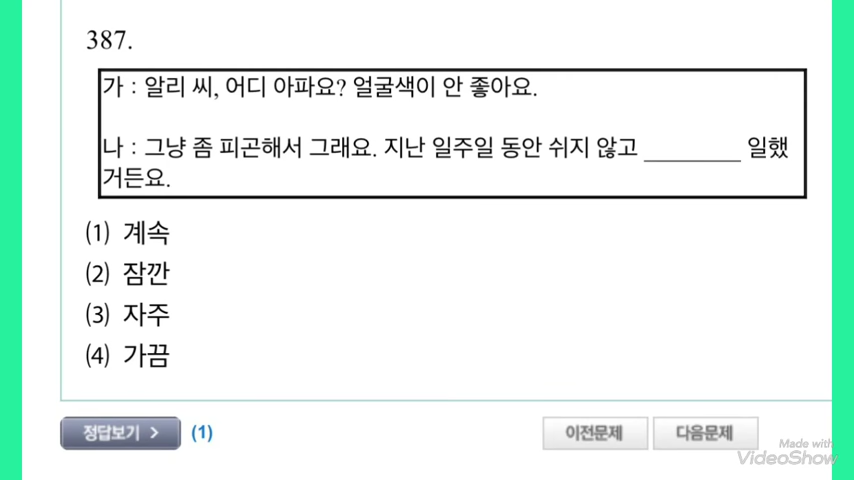 387.
가 : 알리 씨, 어디 아파요? 얼굴색이 안 좋아요.
나 : 그냥 좀 피곤해서 그래요. 지난 일주일 동안 쉬지 않고 ________ 일했
거든요.
(1) 계속
(2) 잠깐
(3) 자주
(4) 가끔
정답보기 > (1) 이전문제 다음문제
Made with
VideoShow